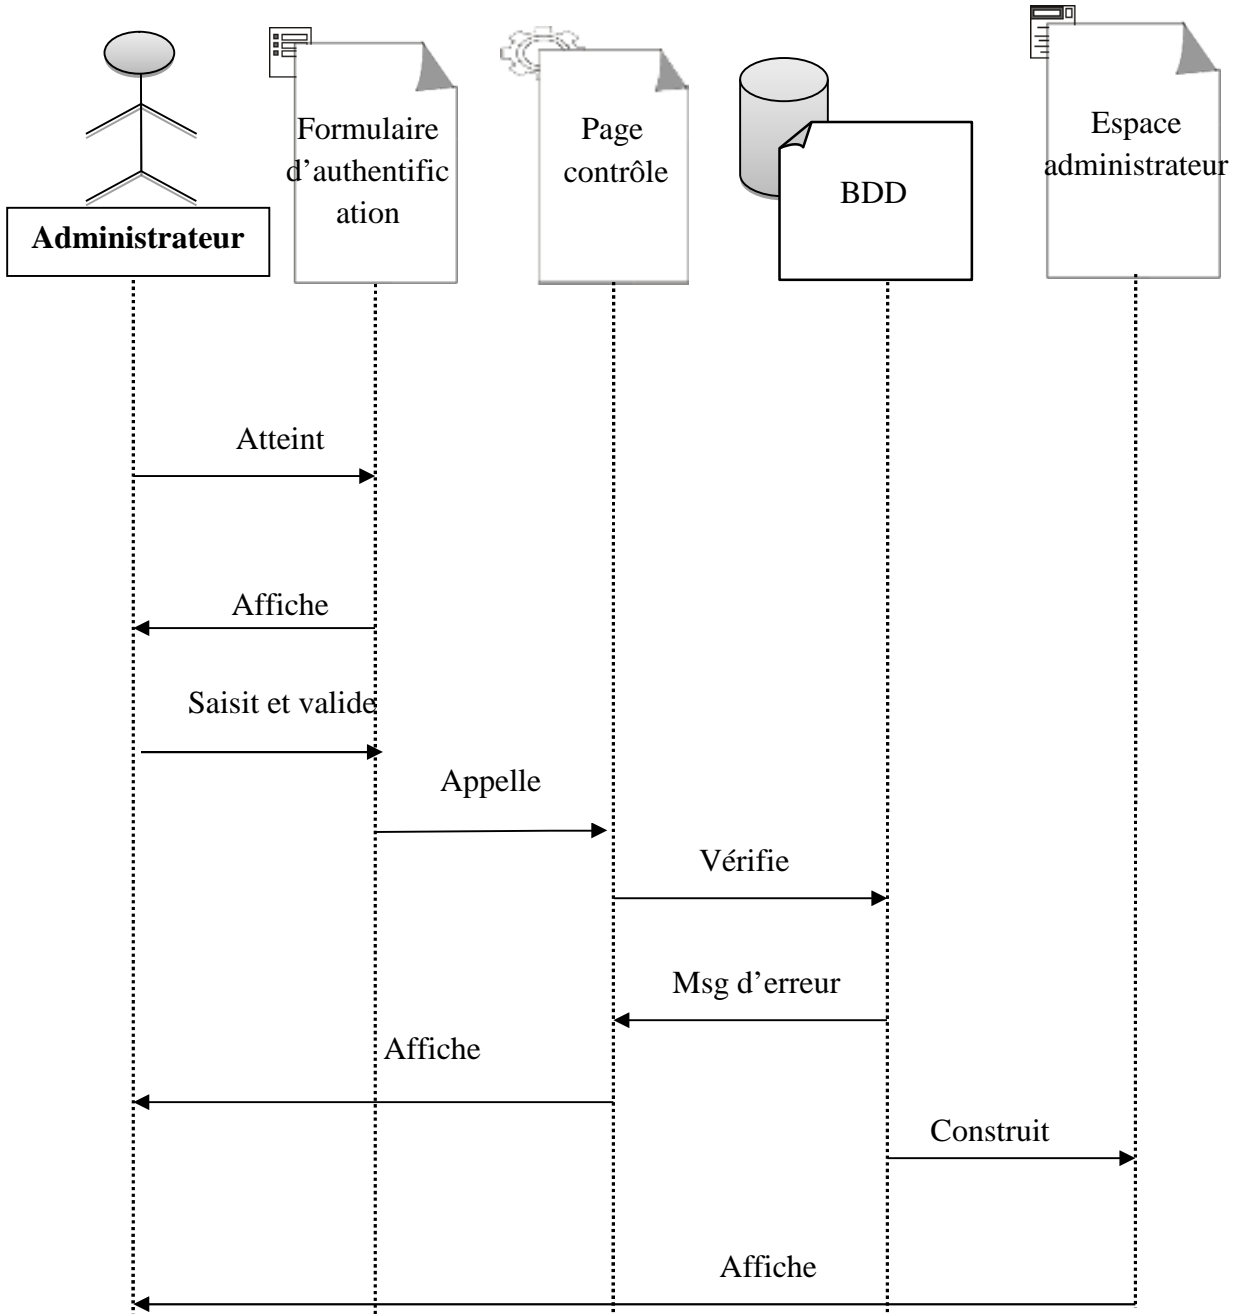 Administrateur
Formulaire
d’authentific
ation
Page
contrôle
BDD
Espace
administrateur
Atteint
Affiche
Saisit et valide
Appelle
Vérifie
Msg d’erreur
Affiche
Construit
Affiche